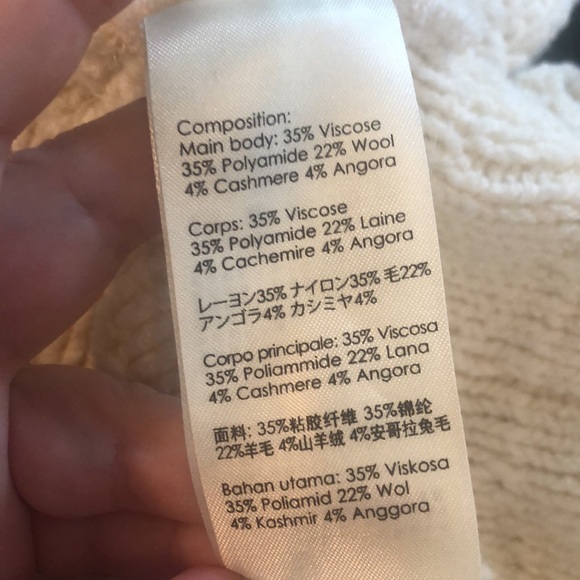 Composition:
Main body: 35% Viscose
35% Polyamide 22% Wool
4% Cashmere 4% Angora
Corps: 35% Viscose
35% Polyamide 22% Laine
4% Cachemire 4% Angora
レーヨン35% ナイロン35% 毛22%
アンゴラ4% カシミヤ4%
Corpo principale: 35% Viscosa
35% Poliammide 22% Lana
4% Cashmere 4% Angora
面料: 35%粘胶纤维 35%锦纶
22%羊毛 4%山羊绒 4%安哥拉兔毛
Bahan utama: 35% Viskosa
35% Poliamid 22% Wol
4% Kashmir 4% Anggora